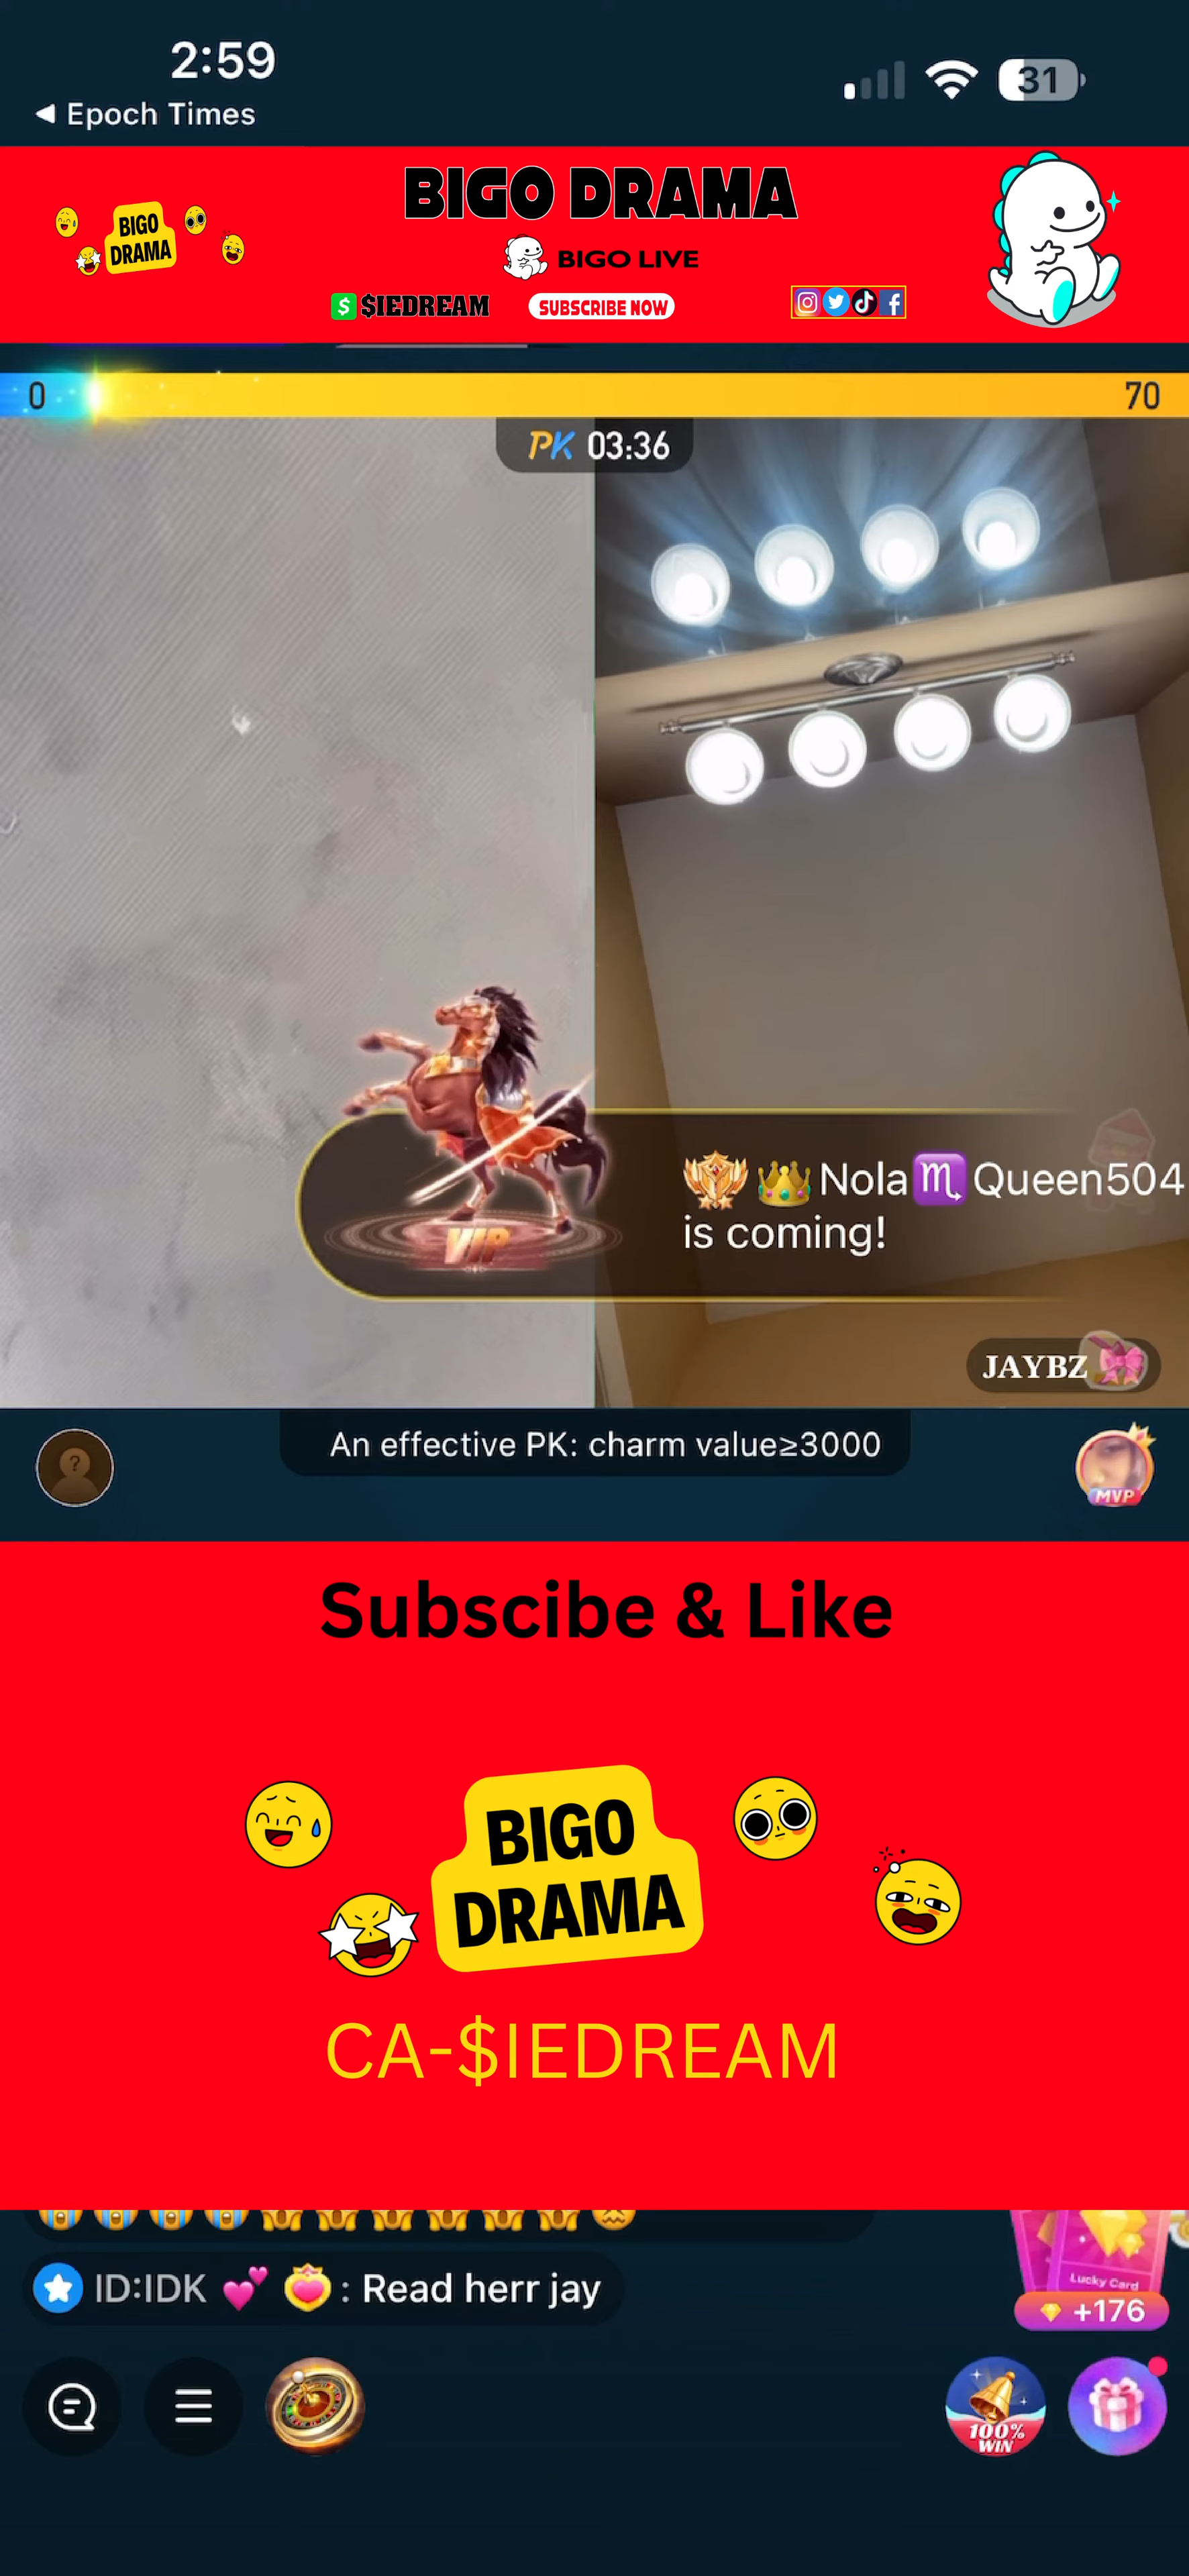 2:59
31
◀ Epoch Times
BIGO DRAMA
BIGO
DRAMA
BIGO LIVE
$ $IEDREAM
SUBSCRIBE NOW
0
70
PK 03:36
👑Nola♏Queen504
is coming!
VIP
JAYBZ
An effective PK: charm value≥3000
MVP
Subscibe & Like
BIGO
DRAMA
CA-$IEDREAM
ID:IDK 💕 : Read herr jay
Lucky Card
+176
100%
WIN